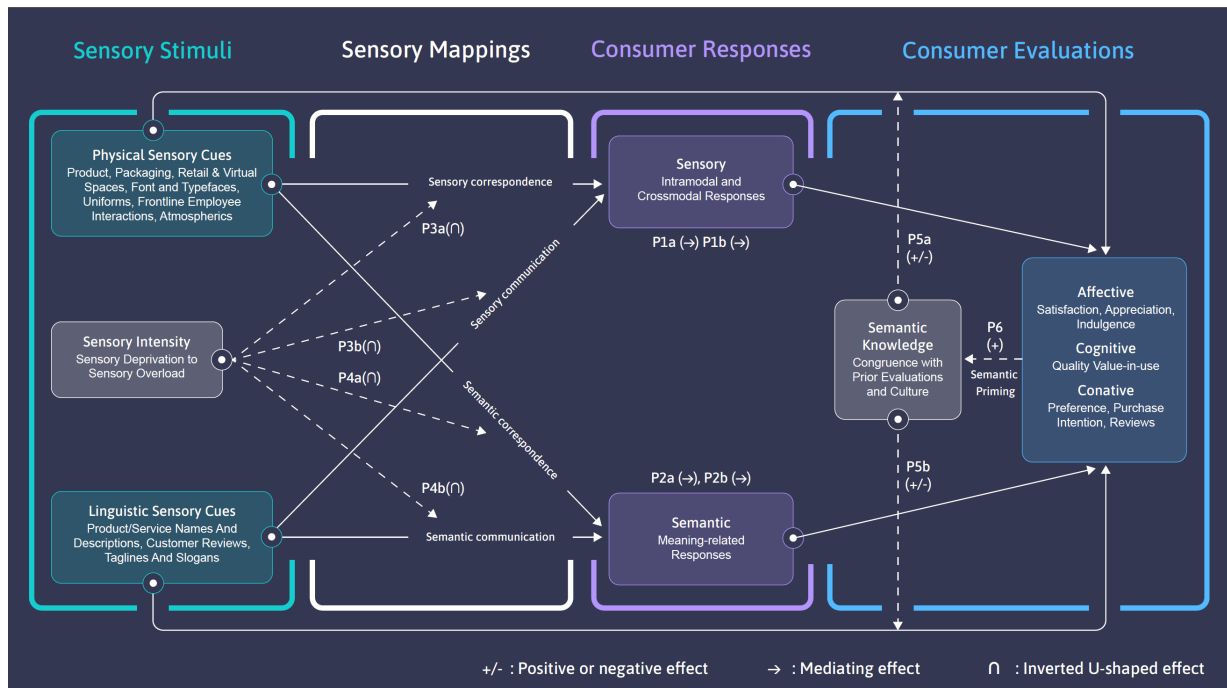 Sensory Stimuli
Sensory Mappings
Consumer Responses
Consumer Evaluations
Physical Sensory Cues
Product, Packaging, Retail & Virtual
Spaces, Font and Typefaces,
Uniforms, Frontline Employee
Interactions, Atmospherics
Sensory Intensity
Sensory Deprivation to
Sensory Overload
Linguistic Sensory Cues
Product/Service Names And
Descriptions, Customer Reviews,
Taglines And Slogans
Sensory correspondence
P3a(∩)
Sensory communication
P3b(∩)
P4a(∩)
Semantic correspondence
P4b(∩)
Semantic communication
Sensory
Intramodal and
Crossmodal Responses
P1a (→) P1b (→)
P2a (→), P2b (→)
Semantic
Meaning-related
Responses
P5a
(+/-)
Semantic
Knowledge
Congruence with
Prior Evaluations
and Culture
P5b
(+/-)
P6
(+)
Semantic
Priming
Affective
Satisfaction, Appreciation,
Indulgence
Cognitive
Quality Value-in-use
Conative
Preference, Purchase
Intention, Reviews
+/- : Positive or negative effect
→ : Mediating effect
∩ : Inverted U-shaped effect